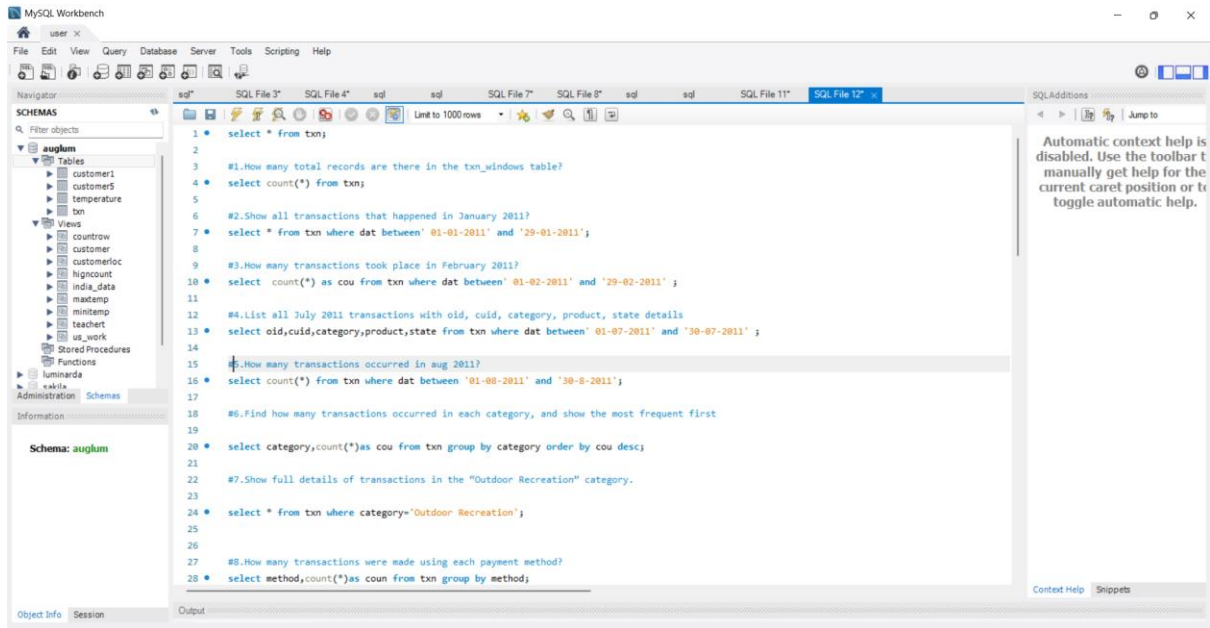 MySQL Workbench
user ×
File Edit View Query Database Server Tools Scripting Help
Navigator
SCHEMAS
Filter objects
auglum
Tables
customer1
customer5
temperature
txn
Views
countrow
customer
customerloc
higncount
india_data
maxtemp
minitemp
teachert
us_work
Stored Procedures
Functions
luminarda
sakila
Administration Schemas
Information
Schema: auglum
Object Info Session
sql* SQL File 3* SQL File 4* sql sql SQL File 7* SQL File 8* sql sql SQL File 11* SQL File 12* ×
Limit to 1000 rows
1 select * from txn;
2
3 #1.How many total records are there in the txn_windows table?
4 select count(*) from txn;
5
6 #2.Show all transactions that happened in January 2011?
7 select * from txn where dat between' 01-01-2011' and '29-01-2011';
8
9 #3.How many transactions took place in February 2011?
10 select  count(*) as cou from txn where dat between' 01-02-2011' and '29-02-2011' ;
11
12 #4.List all July 2011 transactions with oid, cuid, category, product, state details
13 select oid,cuid,category,product,state from txn where dat between' 01-07-2011' and '30-07-2011' ;
14
15 #5.How many transactions occurred in aug 2011?
16 select count(*) from txn where dat between '01-08-2011' and '30-8-2011';
17
18 #6.Find how many transactions occurred in each category, and show the most frequent first
19
20 select category,count(*)as cou from txn group by category order by cou desc;
21
22 #7.Show full details of transactions in the “Outdoor Recreation” category.
23
24 select * from txn where category='Outdoor Recreation';
25
26
27 #8.How many transactions were made using each payment method?
28 select method,count(*)as coun from txn group by method;
Output
SQLAdditions
Jump to
Automatic context help is
disabled. Use the toolbar t
manually get help for the
current caret position or to
toggle automatic help.
Context Help Snippets